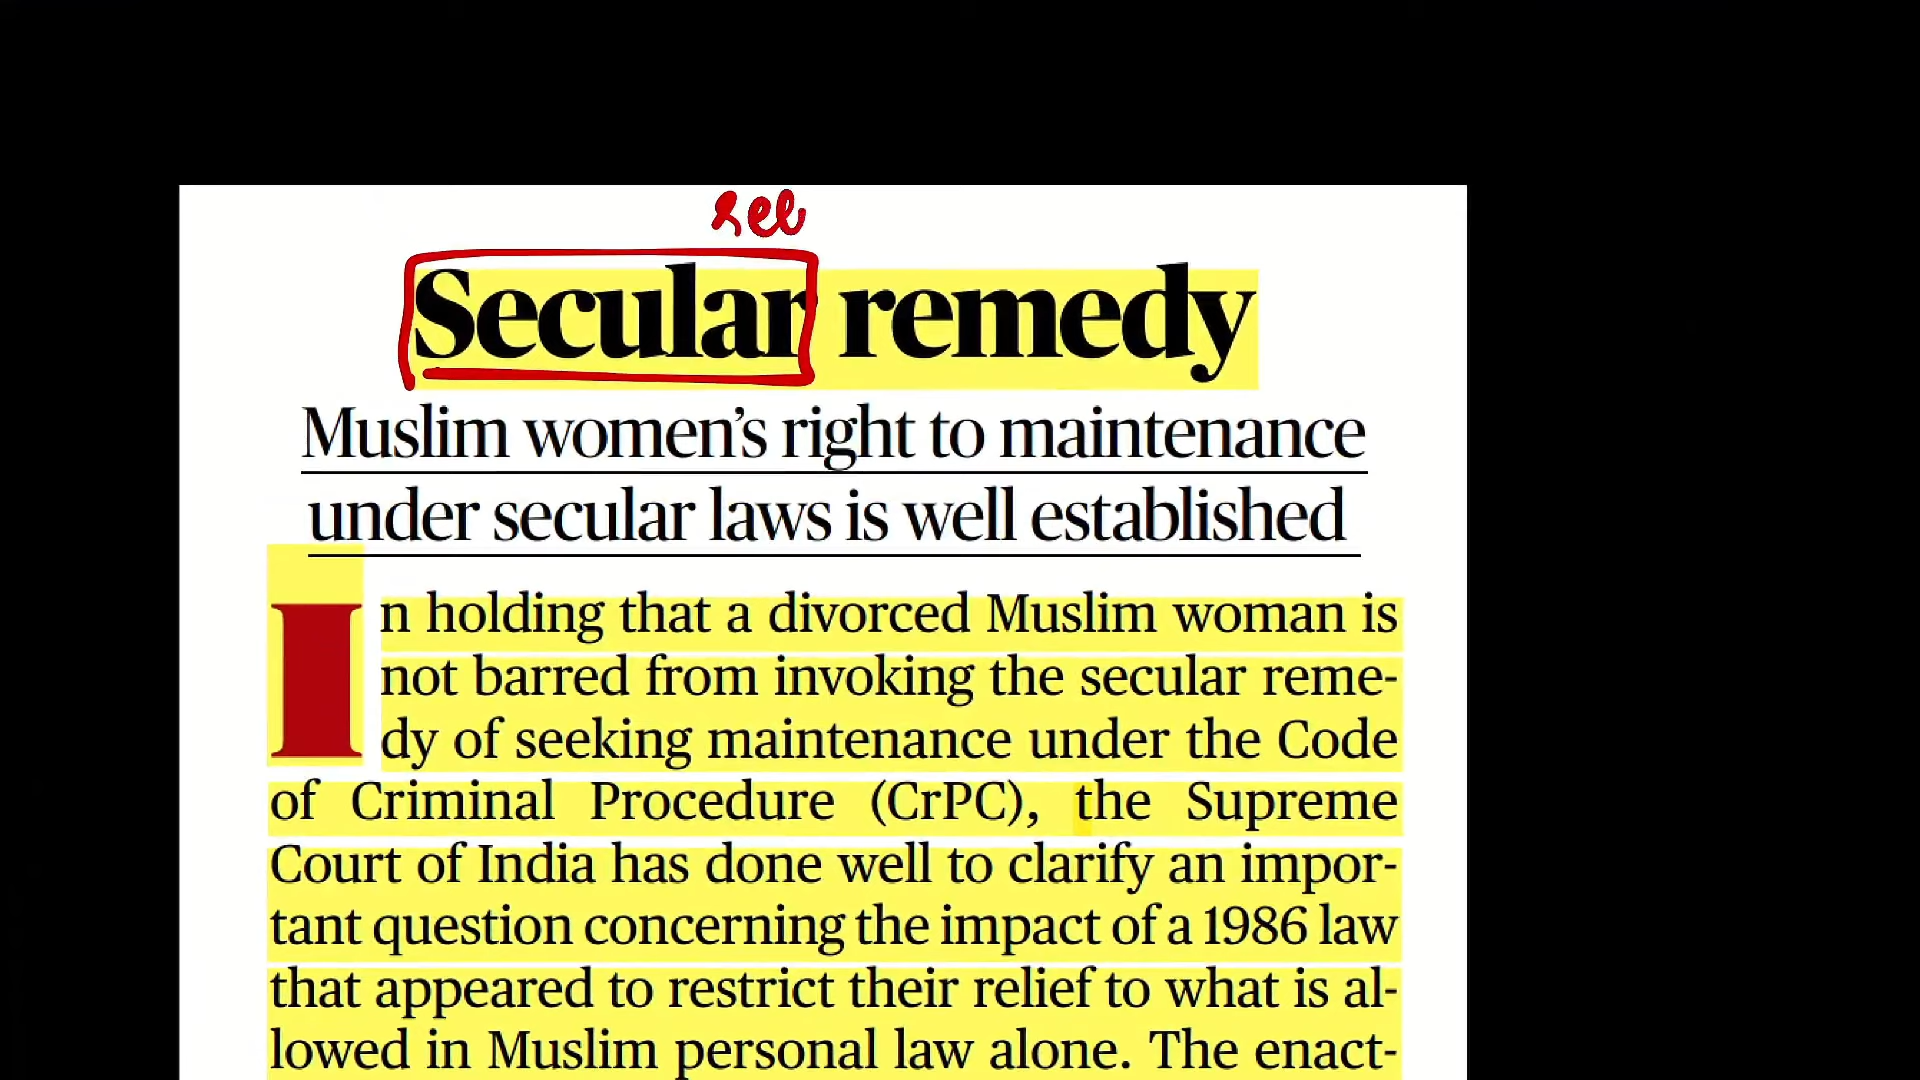 rel
Secular remedy
Muslim women's right to maintenance
under secular laws is well established
In holding that a divorced Muslim woman is
not barred from invoking the secular reme-
dy of seeking maintenance under the Code
of Criminal Procedure (CrPC), the Supreme
Court of India has done well to clarify an impor-
tant question concerning the impact of a 1986 law
that appeared to restrict their relief to what is al-
lowed in Muslim personal law alone. The enact-